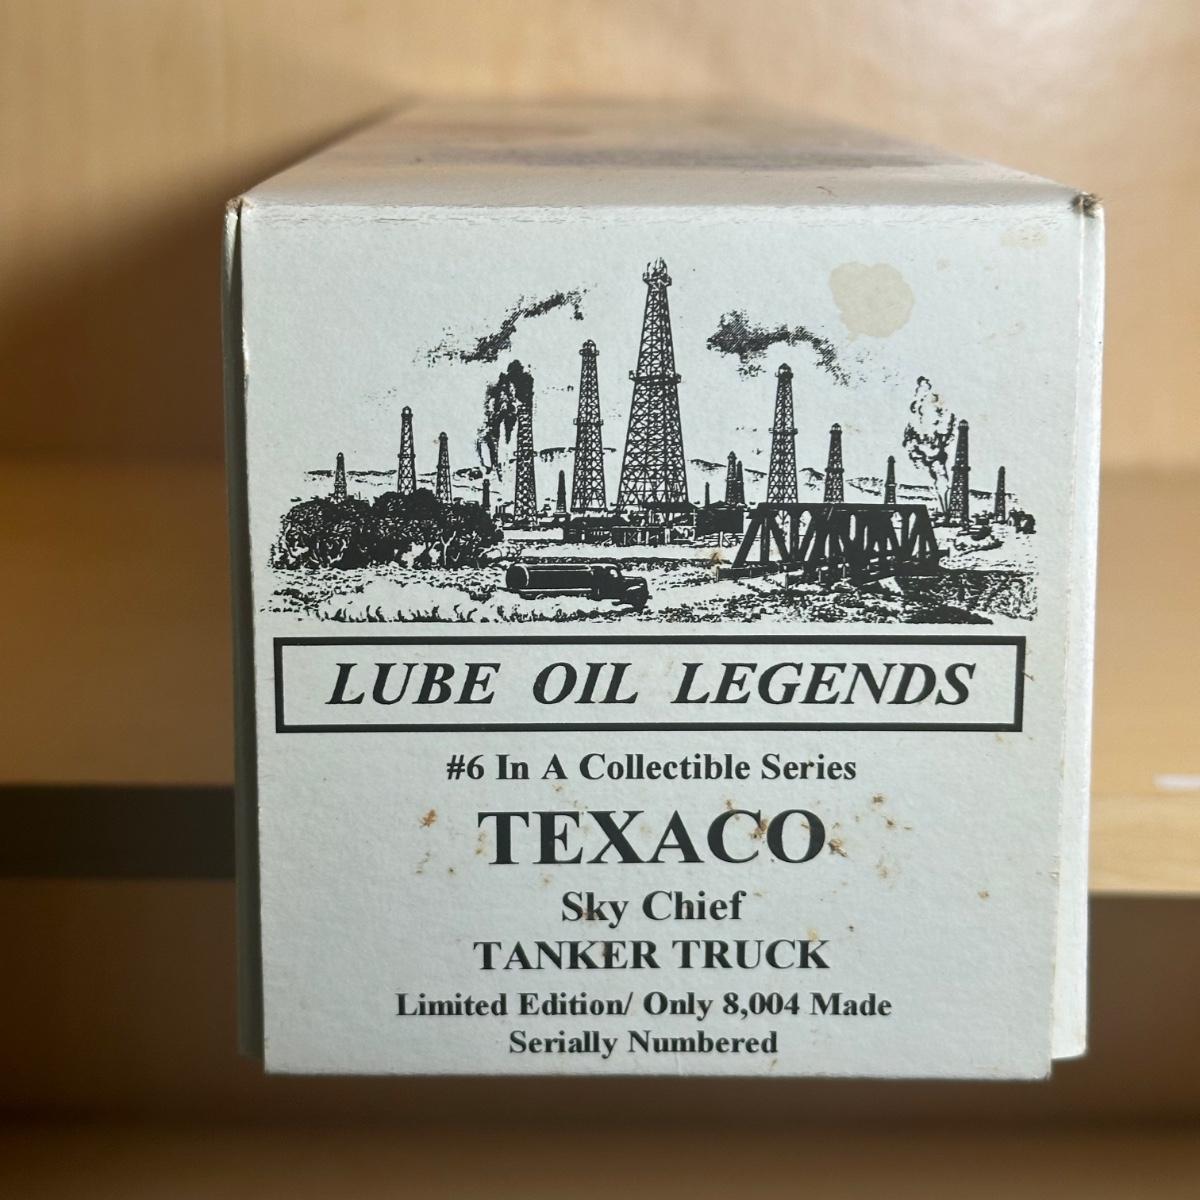 LUBE OIL LEGENDS
#6 In A Collectible Series
TEXACO
Sky Chief
TANKER TRUCK
Limited Edition/ Only 8,004 Made
Serially Numbered